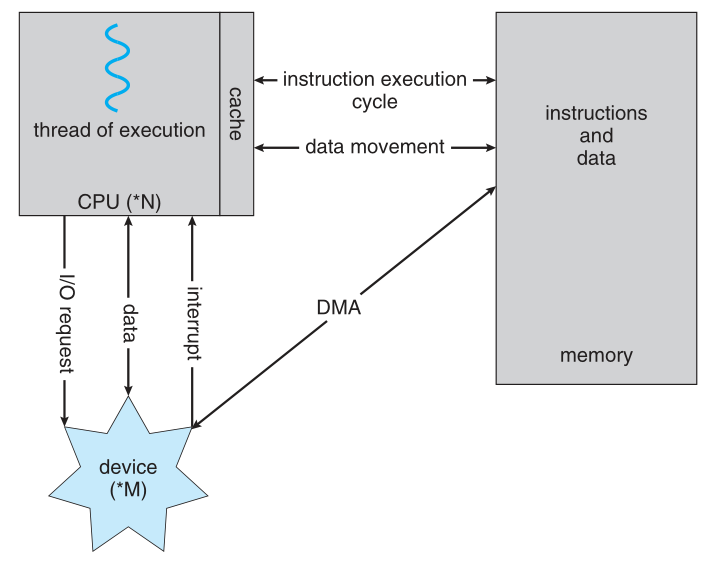 thread of execution
cache
CPU (*N)
instruction execution
cycle
data movement
instructions
and
data
memory
I/O request
data
interrupt
DMA
device
(*M)